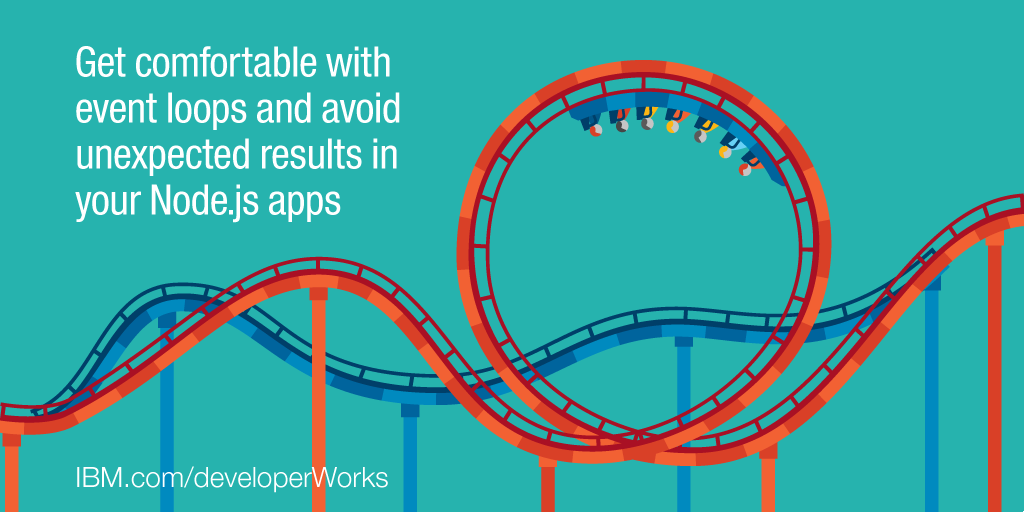 Get comfortable with
event loops and avoid
unexpected results in
your Node.js apps
IBM.com/developerWorks